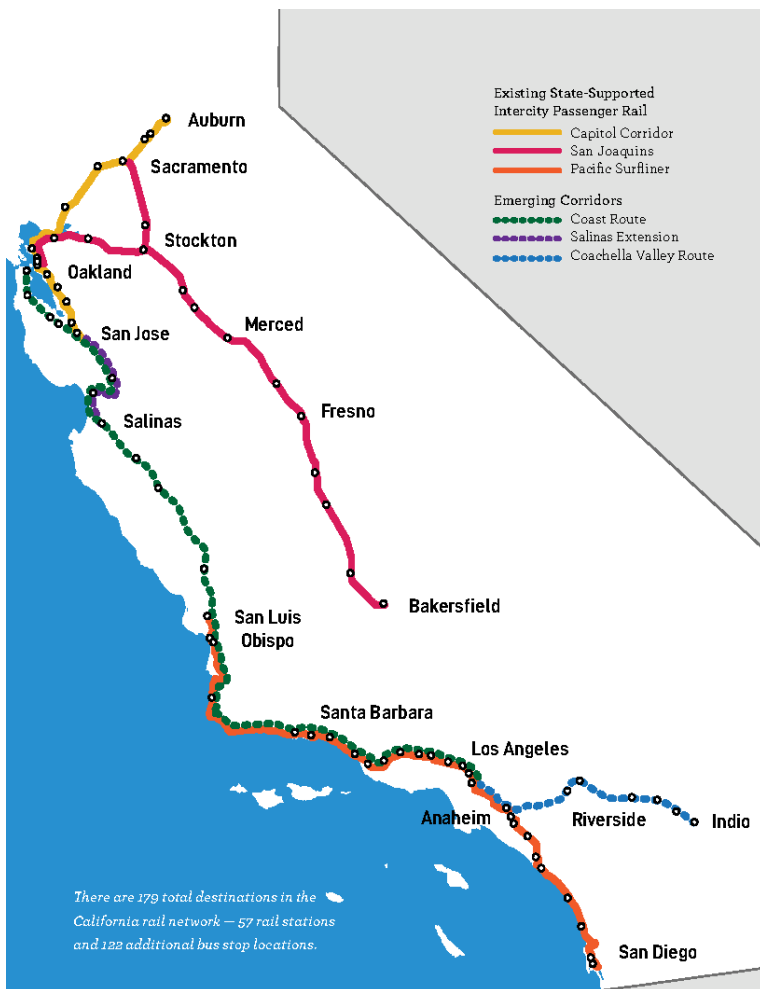 Existing State-Supported
Intercity Passenger Rail
Capitol Corridor
San Joaquins
Pacific Surfliner
Emerging Corridors
Coast Route
Salinas Extension
Coachella Valley Route
Auburn
Sacramento
Stockton
Oakland
Merced
San Jose
Fresno
Salinas
Bakersfield
San Luis
Obispo
Santa Barbara
Los Angeles
Anaheim
Riverside
Indio
San Diego
There are 179 total destinations in the
California rail network — 57 rail stations
and 122 additional bus stop locations.